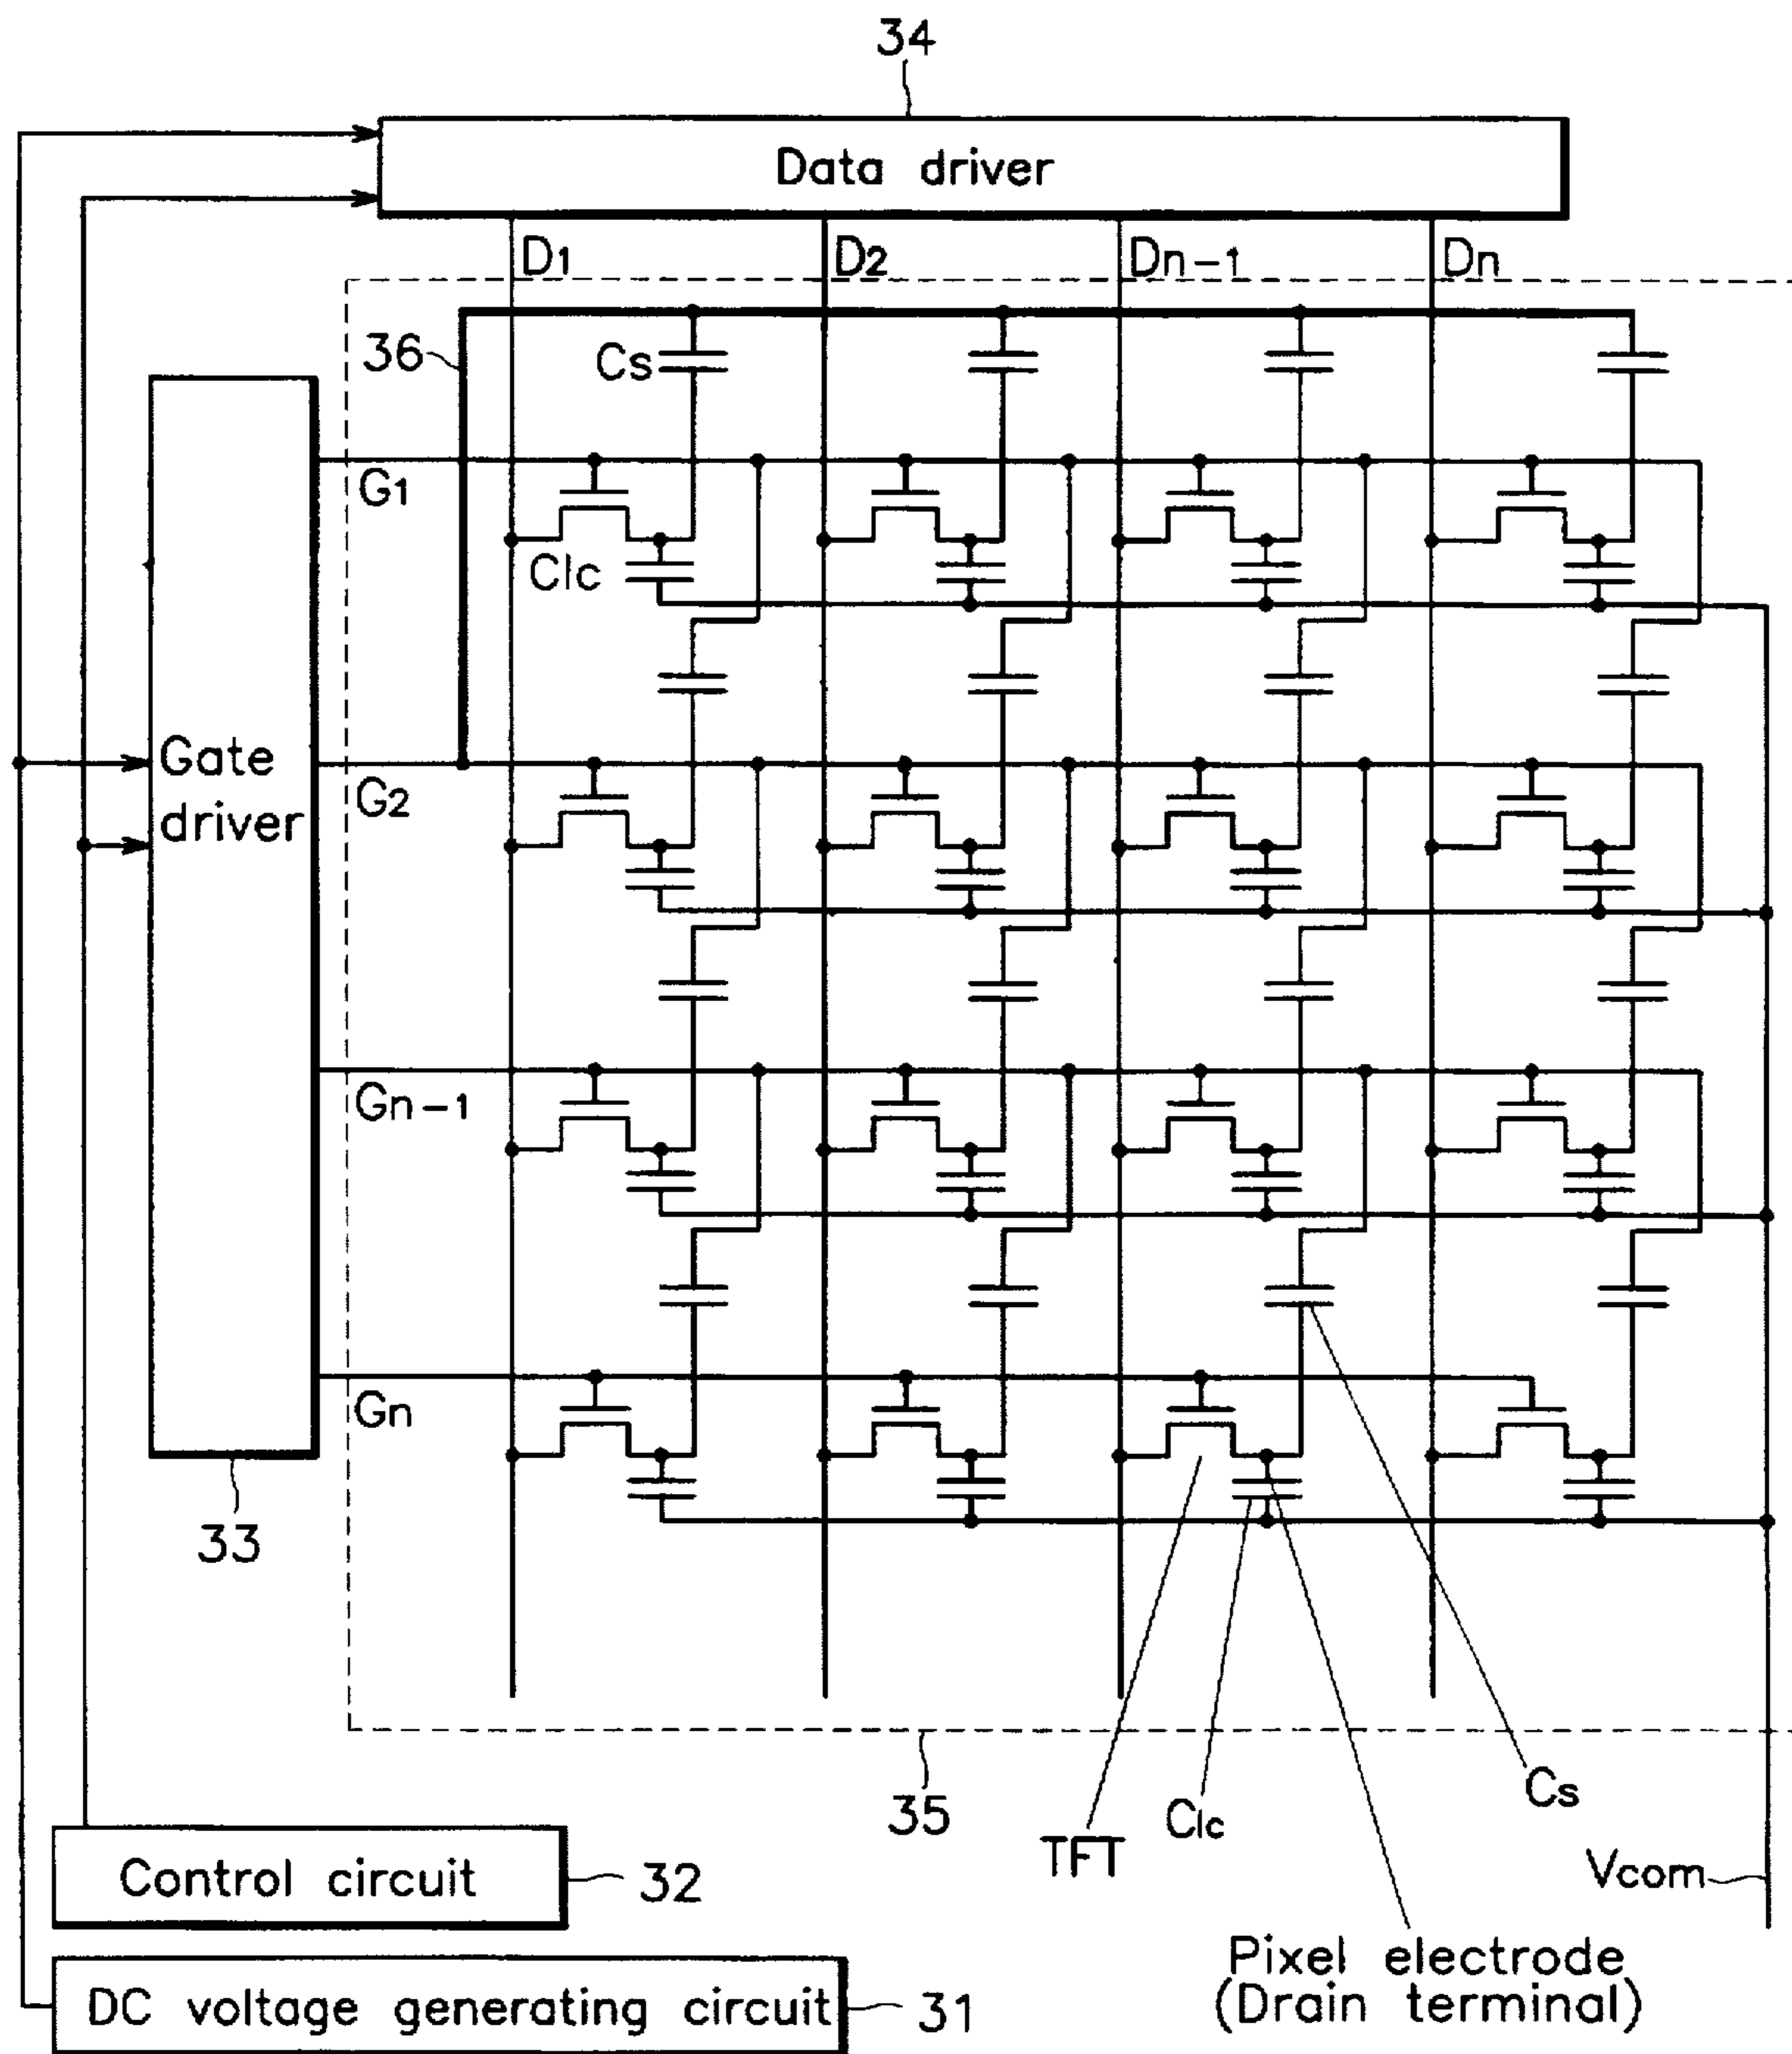 34
Data driver
D1
D2
Dn-1
Dn
36
Cs
G1
Clc
Gate
driver
G2
Gn-1
Gn
33
35
TFT
Clc
Cs
Control circuit
32
Vcom
Pixel electrode
(Drain terminal)
DC voltage generating circuit
31